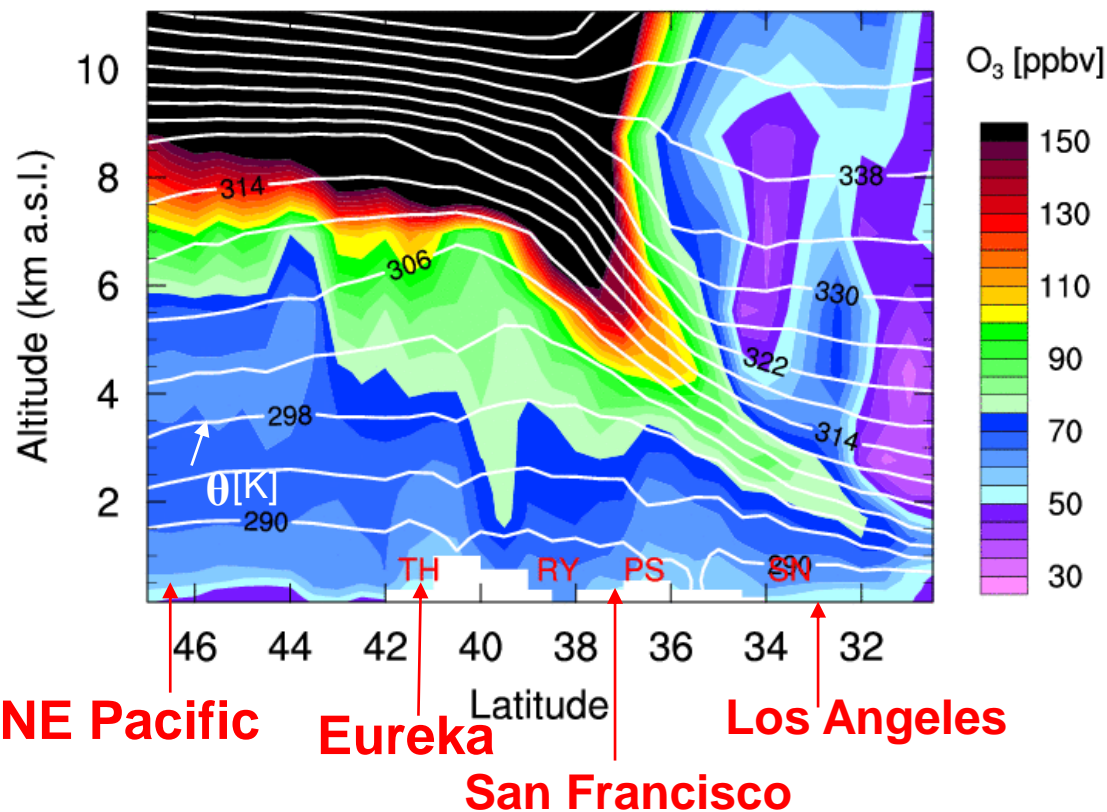 O3 [ppbv]
10
8
6
4
2
Altitude (km a.s.l.)
314
306
298
θ[K]
290
338
330
322
314
290
TH RY PS SN
150
130
110
90
70
50
30
46 44 42 40 38 36 34 32
Latitude
NE Pacific
Eureka
Los Angeles
San Francisco